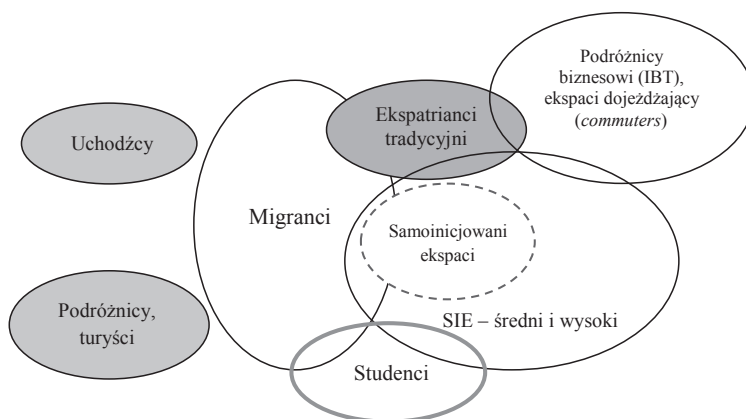 Podróżnicy
biznesowi (IBT),
ekspaci dojeżdżający
(commuters)
Ekspatrianci
tradycyjni
Uchodźcy
Migranci
Samoinicjowani
ekspaci
Podróżnicy,
turyści
SIE – średni i wysoki
Studenci